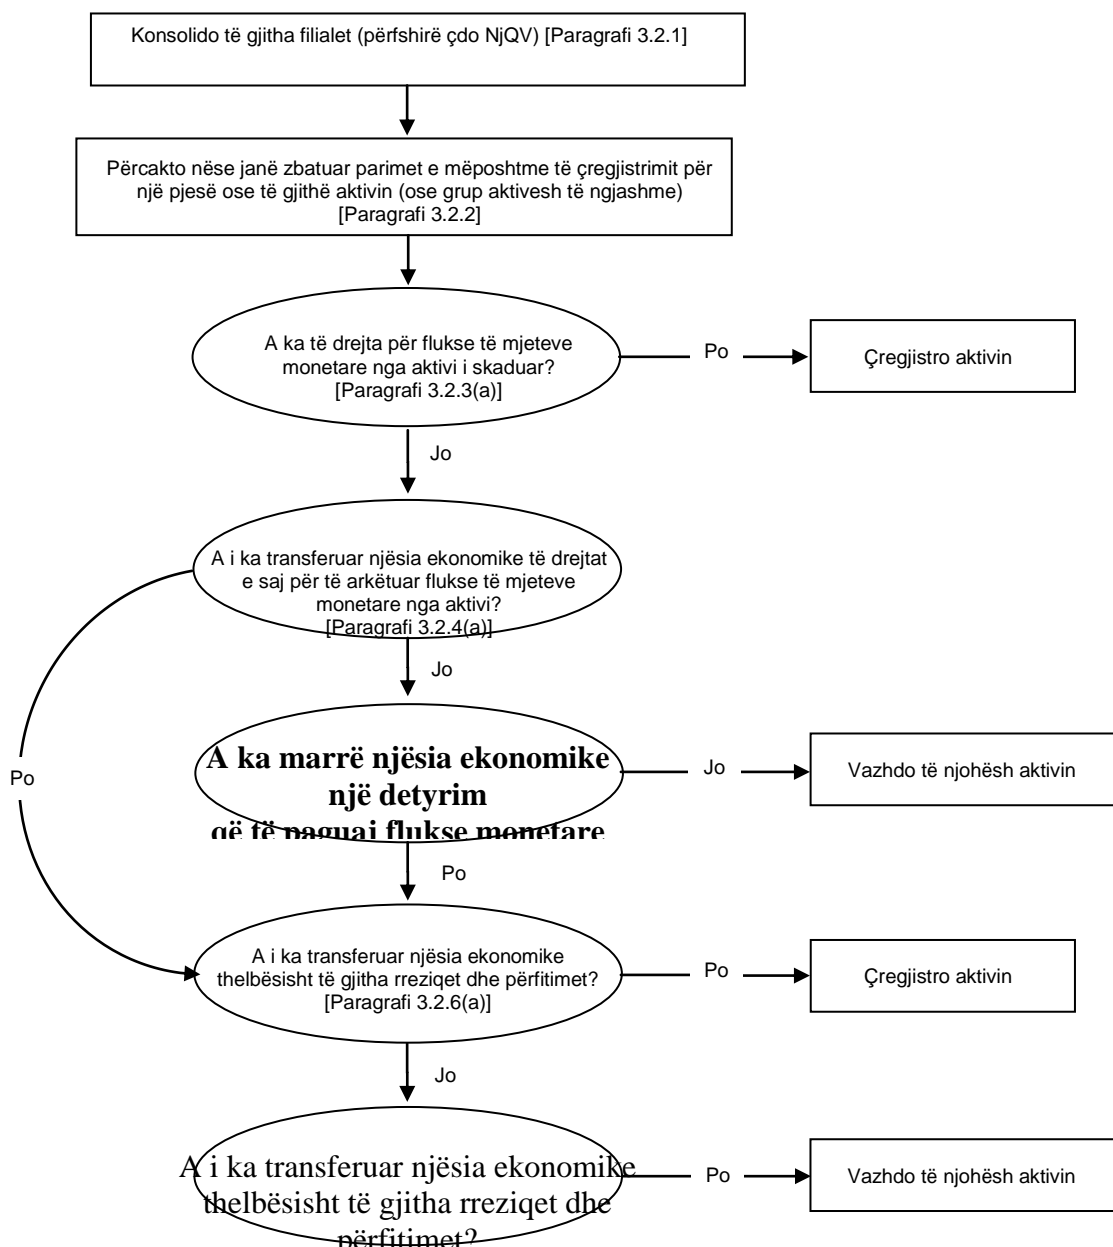 Konsolido të gjitha filialet (përfshirë çdo NjQV) [Paragrafi 3.2.1]
Përcakto nëse janë zbatuar parimet e mëposhtme të çregjistrimit për
një pjesë ose të gjithë aktivin (ose grup aktivesh të ngjashme)
[Paragrafi 3.2.2]
A ka të drejta për flukse të mjeteve
monetare nga aktivi i skaduar?
[Paragrafi 3.2.3(a)]
Po
Çregjistro aktivin
Jo
A i ka transferuar njësia ekonomike të drejtat
e saj për të arkëtuar flukse të mjeteve
monetare nga aktivi?
[Paragrafi 3.2.4(a)]
Jo
Po
A ka marrë njësia ekonomike
një detyrim
që të paguaj flukse monetare
Jo
Vazhdo të njohësh aktivin
Po
A i ka transferuar njësia ekonomike
thelbësisht të gjitha rreziqet dhe përfitimet?
[Paragrafi 3.2.6(a)]
Po
Çregjistro aktivin
Jo
A i ka transferuar njësia ekonomike
thelbësisht të gjitha rreziqet dhe
përfitimet?
Po
Vazhdo të njohësh aktivin